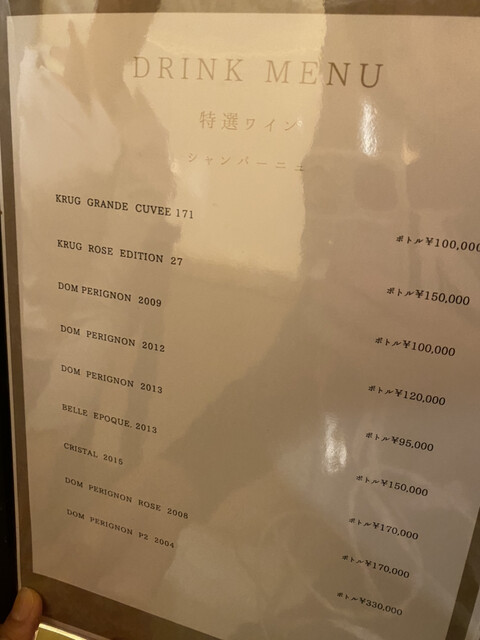 DRINK MENU
特選ワイン
シャンパーニュ
KRUG GRANDE CUVEE 171 ボトル¥100,000
KRUG ROSE EDITION 27 ボトル¥150,000
DOM PERIGNON 2009 ボトル¥100,000
DOM PERIGNON 2012 ボトル¥120,000
DOM PERIGNON 2013 ボトル¥95,000
BELLE EPOQUE 2013 ボトル¥150,000
CRISTAL 2015 ボトル¥170,000
DOM PERIGNON ROSE 2008 ボトル¥170,000
DOM PERIGNON P2 2004 ボトル¥330,000